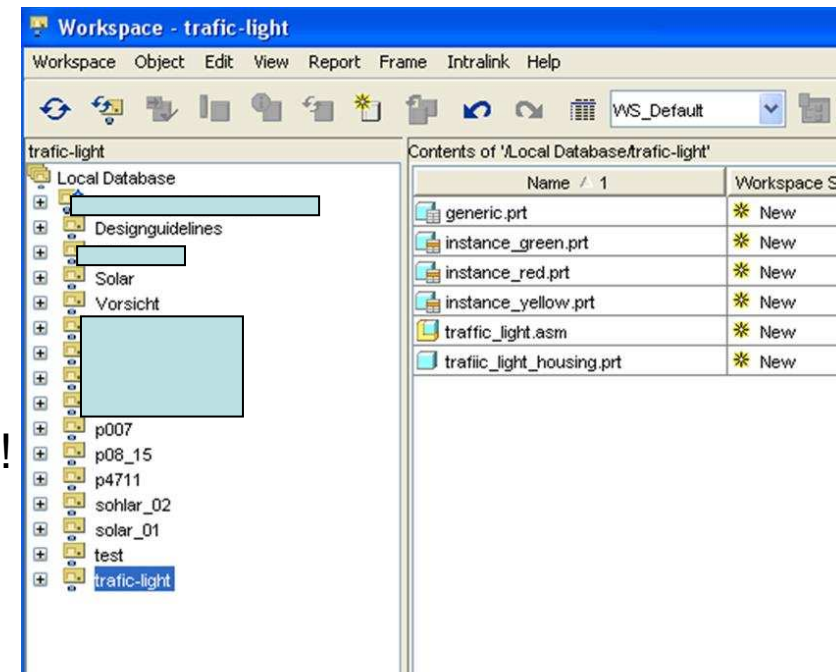 Workspace - trafic-light
Workspace Object Edit View Report Frame Intralink Help
WS_Default
trafic-light
Local Database
Designguidelines
Solar
Vorsicht
p007
p08_15
p4711
sohlar_02
solar_01
test
trafic-light
!
Contents of '/Local Database/trafic-light'
Name 1 Workspace S
generic.prt New
instance_green.prt New
instance_red.prt New
instance_yellow.prt New
traffic_light.asm New
trafiic_light_housing.prt New